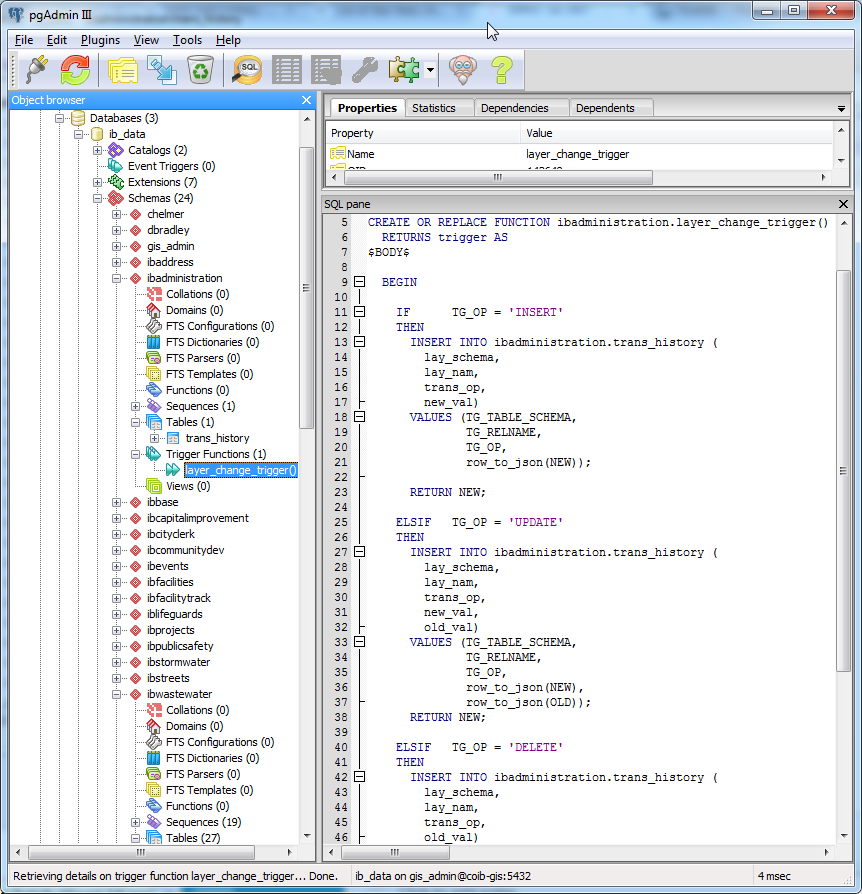 pgAdmin III
File Edit Plugins View Tools Help
SQL
Object browser
Databases (3)
ib_data
Catalogs (2)
Event Triggers (0)
Extensions (7)
Schemas (24)
chelmer
dbradley
gis_admin
ibaddress
ibadministration
Collations (0)
Domains (0)
FTS Configurations (0)
FTS Dictionaries (0)
FTS Parsers (0)
FTS Templates (0)
Functions (0)
Sequences (1)
Tables (1)
trans_history
Trigger Functions (1)
layer_change_trigger()
Views (0)
ibbase
ibcapitalimprovement
ibcityclerk
ibcommunitydev
ibevents
ibfacilities
ibfacilitytrack
iblifeguards
ibprojects
ibpublicsafety
ibstormwater
ibstreets
ibwastewater
Collations (0)
Domains (0)
FTS Configurations (0)
FTS Dictionaries (0)
FTS Parsers (0)
FTS Templates (0)
Functions (0)
Sequences (19)
Tables (27)
Properties Statistics Dependencies Dependents
Property Value
Name layer_change_trigger
SQL pane
5 CREATE OR REPLACE FUNCTION ibadministration.layer_change_trigger()
6 RETURNS trigger AS
7 $BODY$
8
9 BEGIN
10
11 IF TG_OP = 'INSERT'
12 THEN
13 INSERT INTO ibadministration.trans_history (
14 lay_schema,
15 lay_nam,
16 trans_op,
17 new_val)
18 VALUES (TG_TABLE_SCHEMA,
19 TG_RELNAME,
20 TG_OP,
21 row_to_json(NEW));
22
23 RETURN NEW;
24
25 ELSIF TG_OP = 'UPDATE'
26 THEN
27 INSERT INTO ibadministration.trans_history (
28 lay_schema,
29 lay_nam,
30 trans_op,
31 new_val,
32 old_val)
33 VALUES (TG_TABLE_SCHEMA,
34 TG_RELNAME,
35 TG_OP,
36 row_to_json(NEW),
37 row_to_json(OLD));
38 RETURN NEW;
39
40 ELSIF TG_OP = 'DELETE'
41 THEN
42 INSERT INTO ibadministration.trans_history (
43 lay_schema,
44 lay_nam,
45 trans_op,
46 old_val)
Retrieving details on trigger function layer_change_trigger... Done. ib_data on gis_admin@coib-gis:5432 4 msec